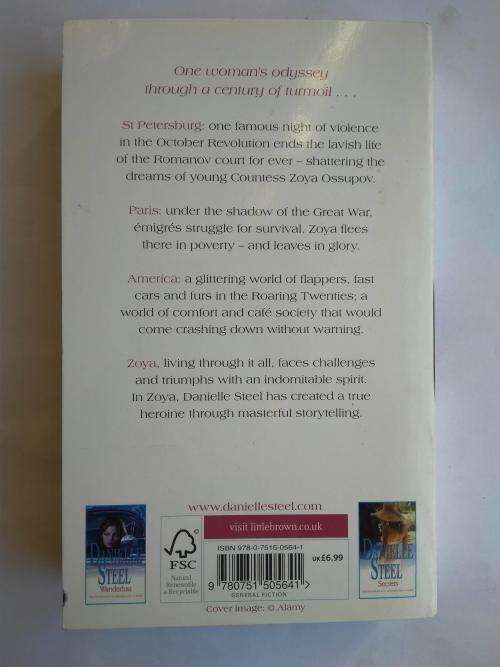 One woman's odyssey
through a century of turmoil . . .
St Petersburg: one famous night of violence
in the October Revolution ends the lavish life
of the Romanov court for ever – shattering the
dreams of young Countess Zoya Ossupov.
Paris: under the shadow of the Great War,
émigrés struggle for survival. Zoya flees
there in poverty – and leaves in glory.
America: a glittering world of flappers, fast
cars and furs in the Roaring Twenties; a
world of comfort and café society that would
come crashing down without warning.
Zoya, living through it all, faces challenges
and triumphs with an indomitable spirit.
In Zoya, Danielle Steel has created a true
heroine through masterful storytelling.
www.daniellesteel.com
visit littlebrown.co.uk
DANIELLE
STEEL
Wanderlust
FSC
Natural
Renewable
& Recyclable
ISBN 978-0-7515-0564-1
9 780751 505641 >
GENERAL FICTION
UK £6.99
DANIELLE
STEEL
Secrets
Cover image: © Alamy